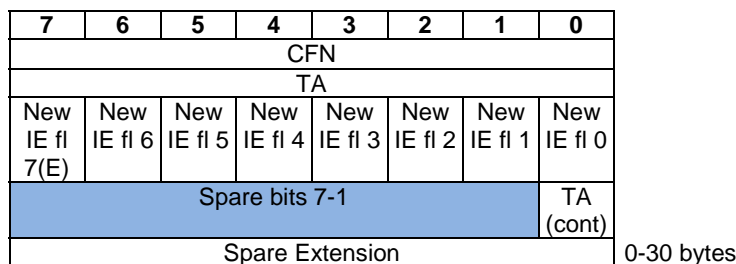 7 6 5 4 3 2 1 0
CFN
TA
New New New New New New New New
IE fl IE fl 6 IE fl 5 IE fl 4 IE fl 3 IE fl 2 IE fl 1 IE fl 0
7(E)
Spare bits 7-1 TA
(cont)
Spare Extension 0-30 bytes